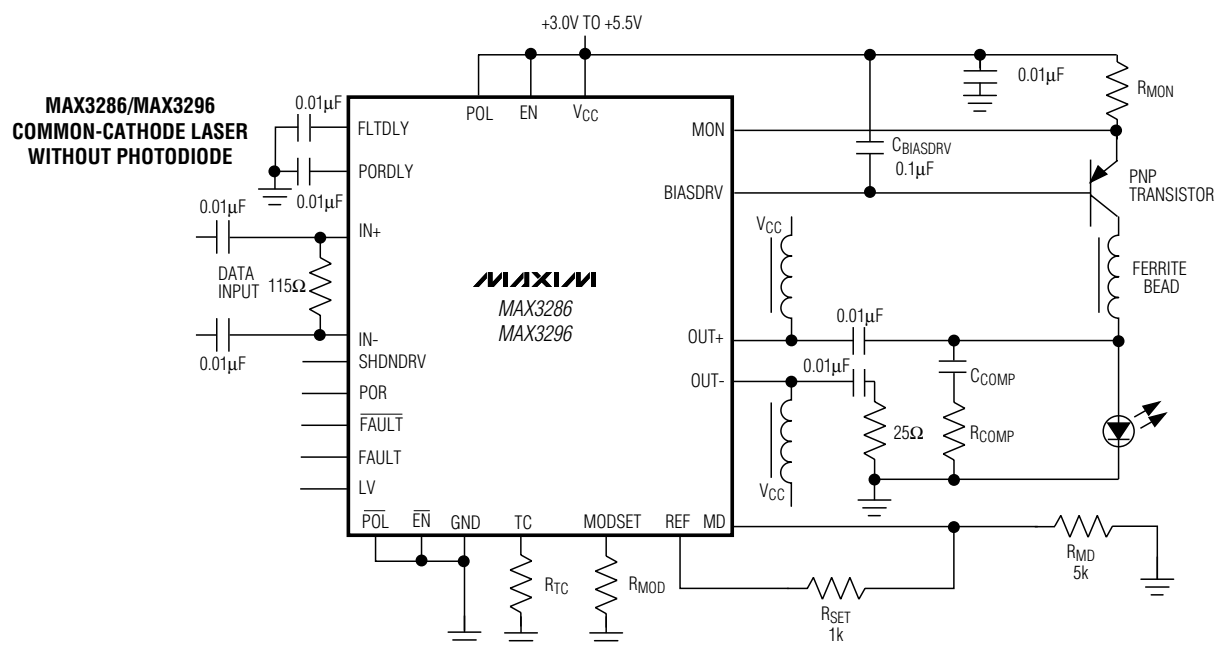 +3.0V TO +5.5V
MAX3286/MAX3296
COMMON-CATHODE LASER
WITHOUT PHOTODIODE
0.01µF
FLTDLY
PORDLY
0.01µF
0.01µF
IN+
DATA
INPUT
115Ω
IN-
0.01µF
SHDNDRV
POR
FAULT
FAULT
LV
POL
EN
VCC
MON
BIASDRV
MAXIM
MAX3286
MAX3296
OUT+
OUT-
POL
EN
GND
TC
MODSET
REF
MD
0.01µF
RMON
CBIASDRV
0.1µF
PNP
TRANSISTOR
VCC
FERRITE
BEAD
0.01µF
0.01µF
CCOMP
25Ω
RCOMP
VCC
RTC
RMOD
RSET
1k
RMD
5k